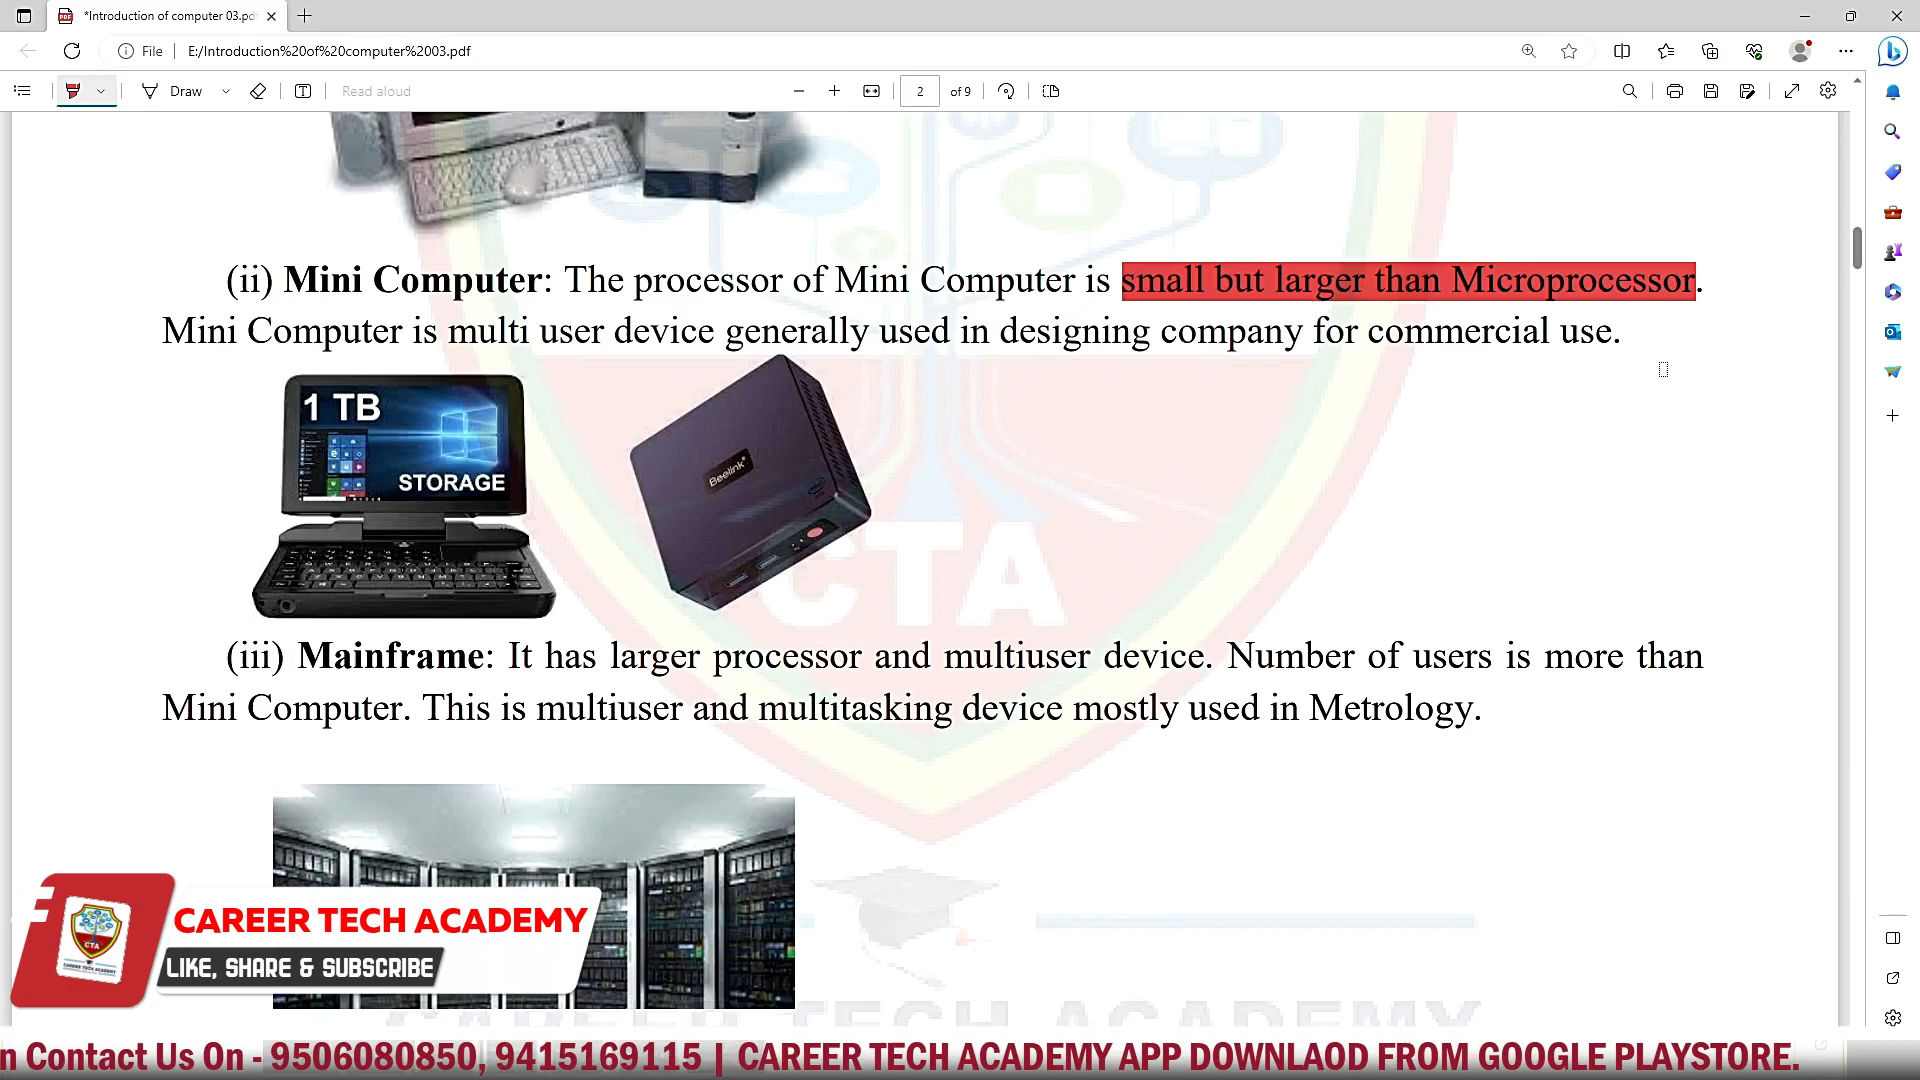 *Introduction of computer 03.pd
File
E:/Introduction%20of%20computer%2003.pdf
Draw
Read aloud
2
of 9
(ii) Mini Computer: The processor of Mini Computer is small but larger than Microprocessor.
Mini Computer is multi user device generally used in designing company for commercial use.
1 TB
STORAGE
Beelink
CTA
(iii) Mainframe: It has larger processor and multiuser device. Number of users is more than
Mini Computer. This is multiuser and multitasking device mostly used in Metrology.
CTA
CAREER TECH ACADEMY
LIKE, SHARE & SUBSCRIBE
CAREER TECH ACADEMY
n Contact Us On - 9506080850, 9415169115 | CAREER TECH ACADEMY APP DOWNLAOD FROM GOOGLE PLAYSTORE.